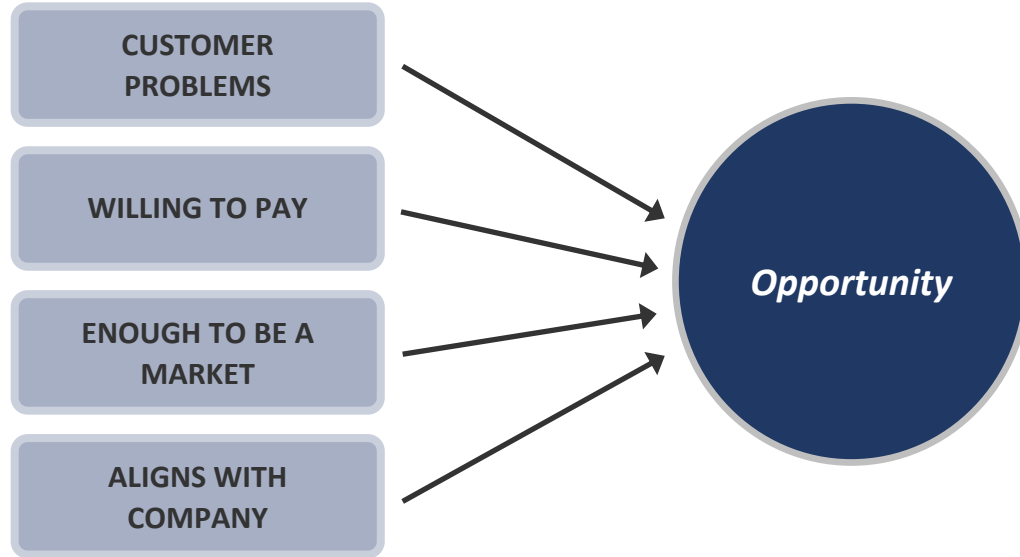 CUSTOMER
PROBLEMS
WILLING TO PAY
ENOUGH TO BE A
MARKET
ALIGNS WITH
COMPANY
Opportunity